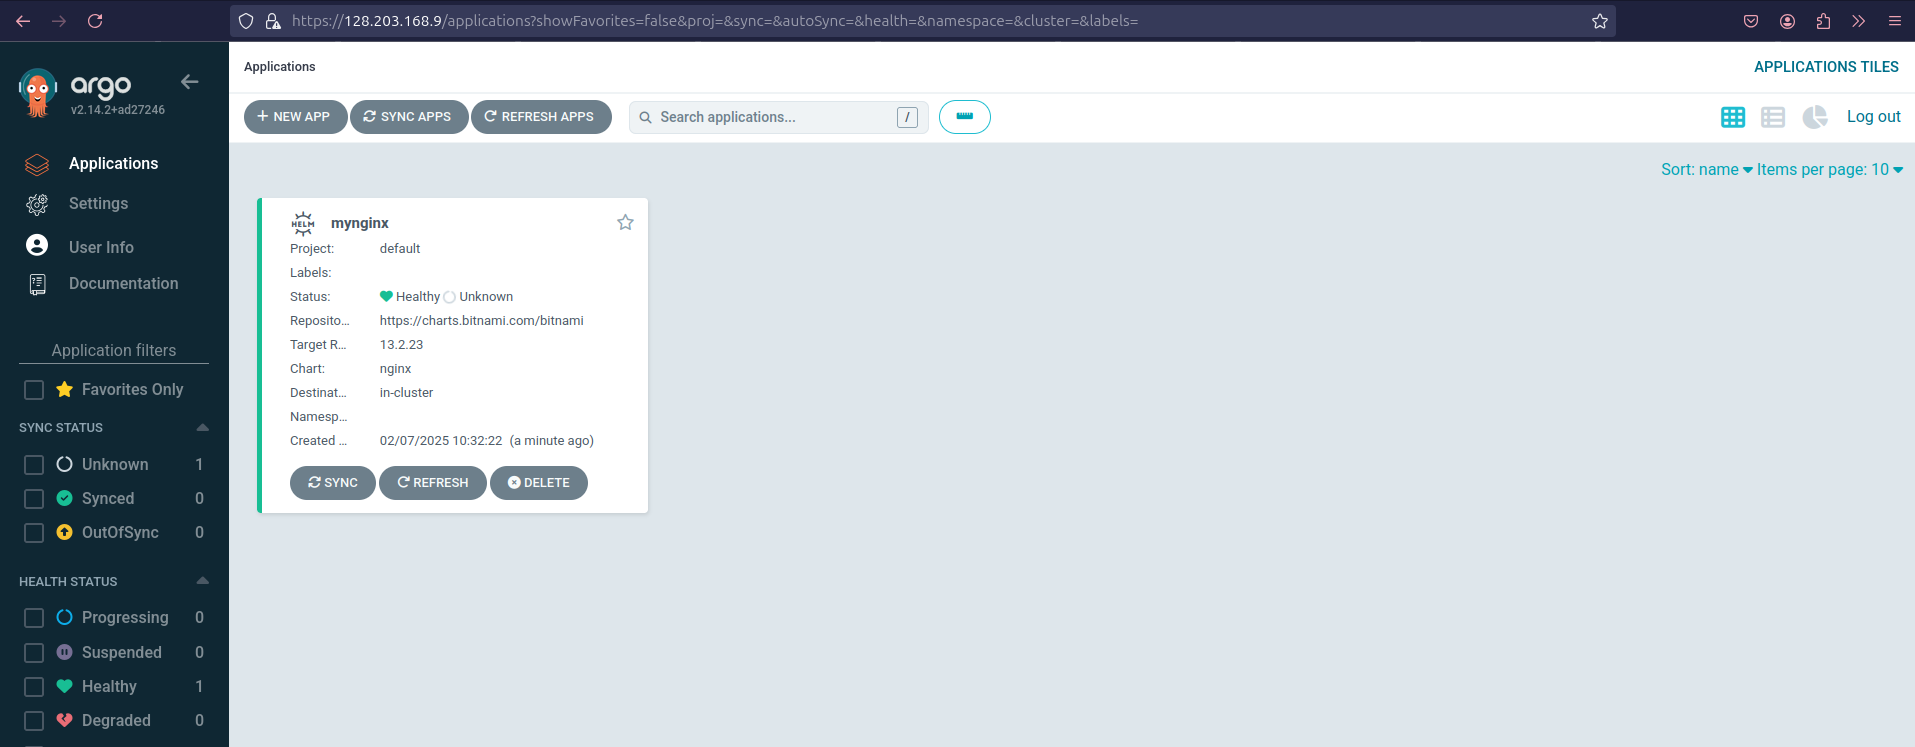 https://128.203.168.9/applications?showFavorites=false&proj=&sync=&autoSync=&health=&namespace=&cluster=&labels=
argo
v2.14.2+ad27246
Applications
Settings
User Info
Documentation
Application filters
Favorites Only
SYNC STATUS
Unknown 1
Synced 0
OutOfSync 0
HEALTH STATUS
Progressing 0
Suspended 0
Healthy 1
Degraded 0
Applications
APPLICATIONS TILES
NEW APP SYNC APPS REFRESH APPS Search applications... / Log out
Sort: name Items per page: 10
HELM mynginx
Project: default
Labels:
Status: Healthy Unknown
Reposito... https://charts.bitnami.com/bitnami
Target R... 13.2.23
Chart: nginx
Destinat... in-cluster
Namesp...
Created ... 02/07/2025 10:32:22 (a minute ago)
SYNC REFRESH DELETE